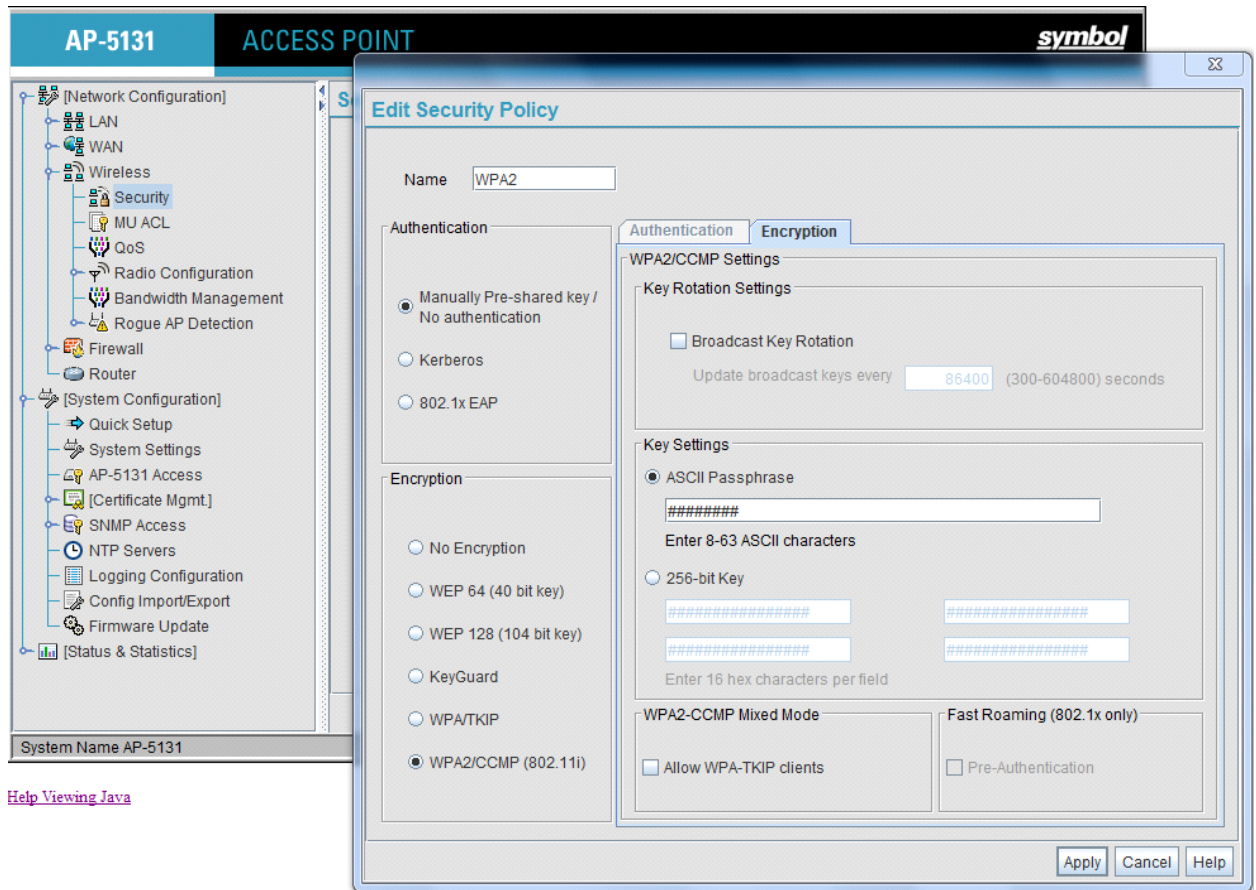 AP-5131
ACCESS POINT
symbol
[Network Configuration]
LAN
WAN
Wireless
Security
MU ACL
QoS
Radio Configuration
Bandwidth Management
Rogue AP Detection
Firewall
Router
[System Configuration]
Quick Setup
System Settings
AP-5131 Access
[Certificate Mgmt.]
SNMP Access
NTP Servers
Logging Configuration
Config Import/Export
Firmware Update
[Status & Statistics]
System Name AP-5131
Help Viewing Java
Edit Security Policy
Name WPA2
Authentication
Manually Pre-shared key /
No authentication
Kerberos
802.1x EAP
Encryption
No Encryption
WEP 64 (40 bit key)
WEP 128 (104 bit key)
KeyGuard
WPA/TKIP
WPA2/CCMP (802.11i)
Authentication Encryption
WPA2/CCMP Settings
Key Rotation Settings
Broadcast Key Rotation
Update broadcast keys every 86400 (300-604800) seconds
Key Settings
ASCII Passphrase
########
Enter 8-63 ASCII characters
256-bit Key
################ ################
################ ################
Enter 16 hex characters per field
WPA2-CCMP Mixed Mode
Allow WPA-TKIP clients
Fast Roaming (802.1x only)
Pre-Authentication
Apply Cancel Help